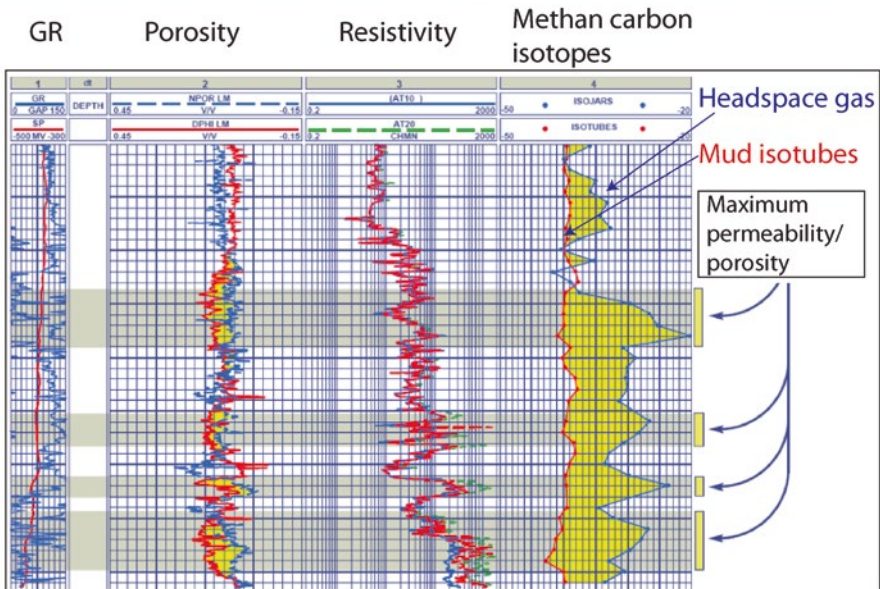 GR
Porosity
Resistivity
Methan carbon
isotopes
1
dt
2
3
4
GR
0 GAP 150
DEPTH
NPOR LM
0.45 V/V -0.15
(AT10 )
0.2 2000
ISOJARS
-50 -20
SP
-500 MV -300
DPHI LM
0.45 V/V -0.15
AT20
0.2 CHMN 2000
ISOTUBES
-50
Headspace gas
Mud isotubes
Maximum
permeability/
porosity